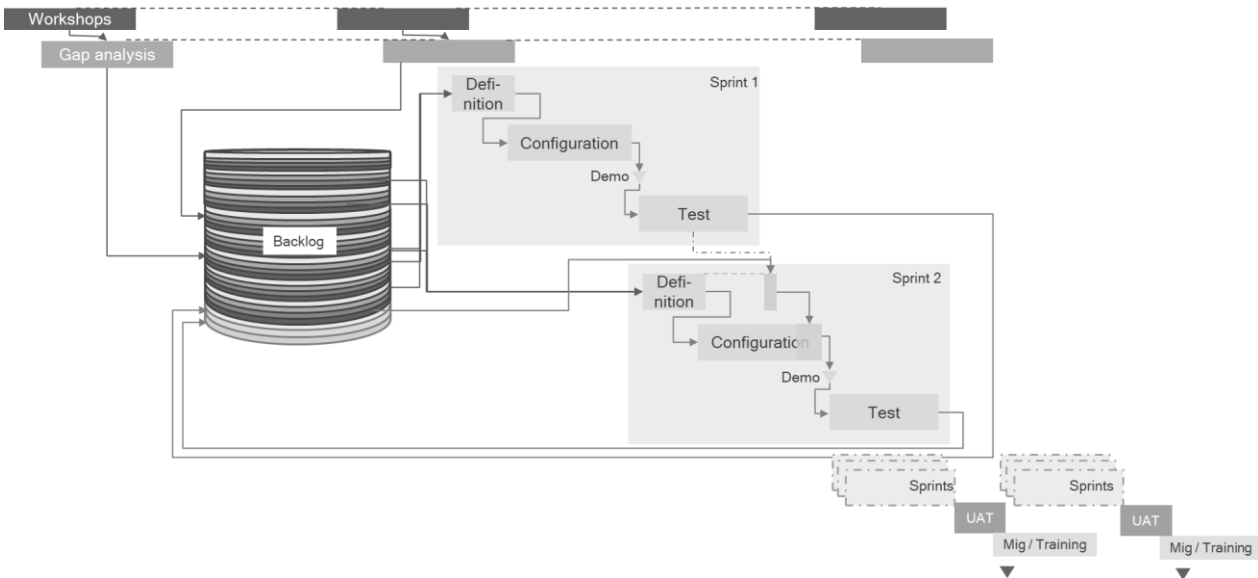 Workshops
Gap analysis
Sprint 1
Defi-
nition
Configuration
Demo
Test
Backlog
Sprint 2
Defi-
nition
Configuration
Demo
Test
Sprints
Sprints
UAT
UAT
Mig / Training
Mig / Training